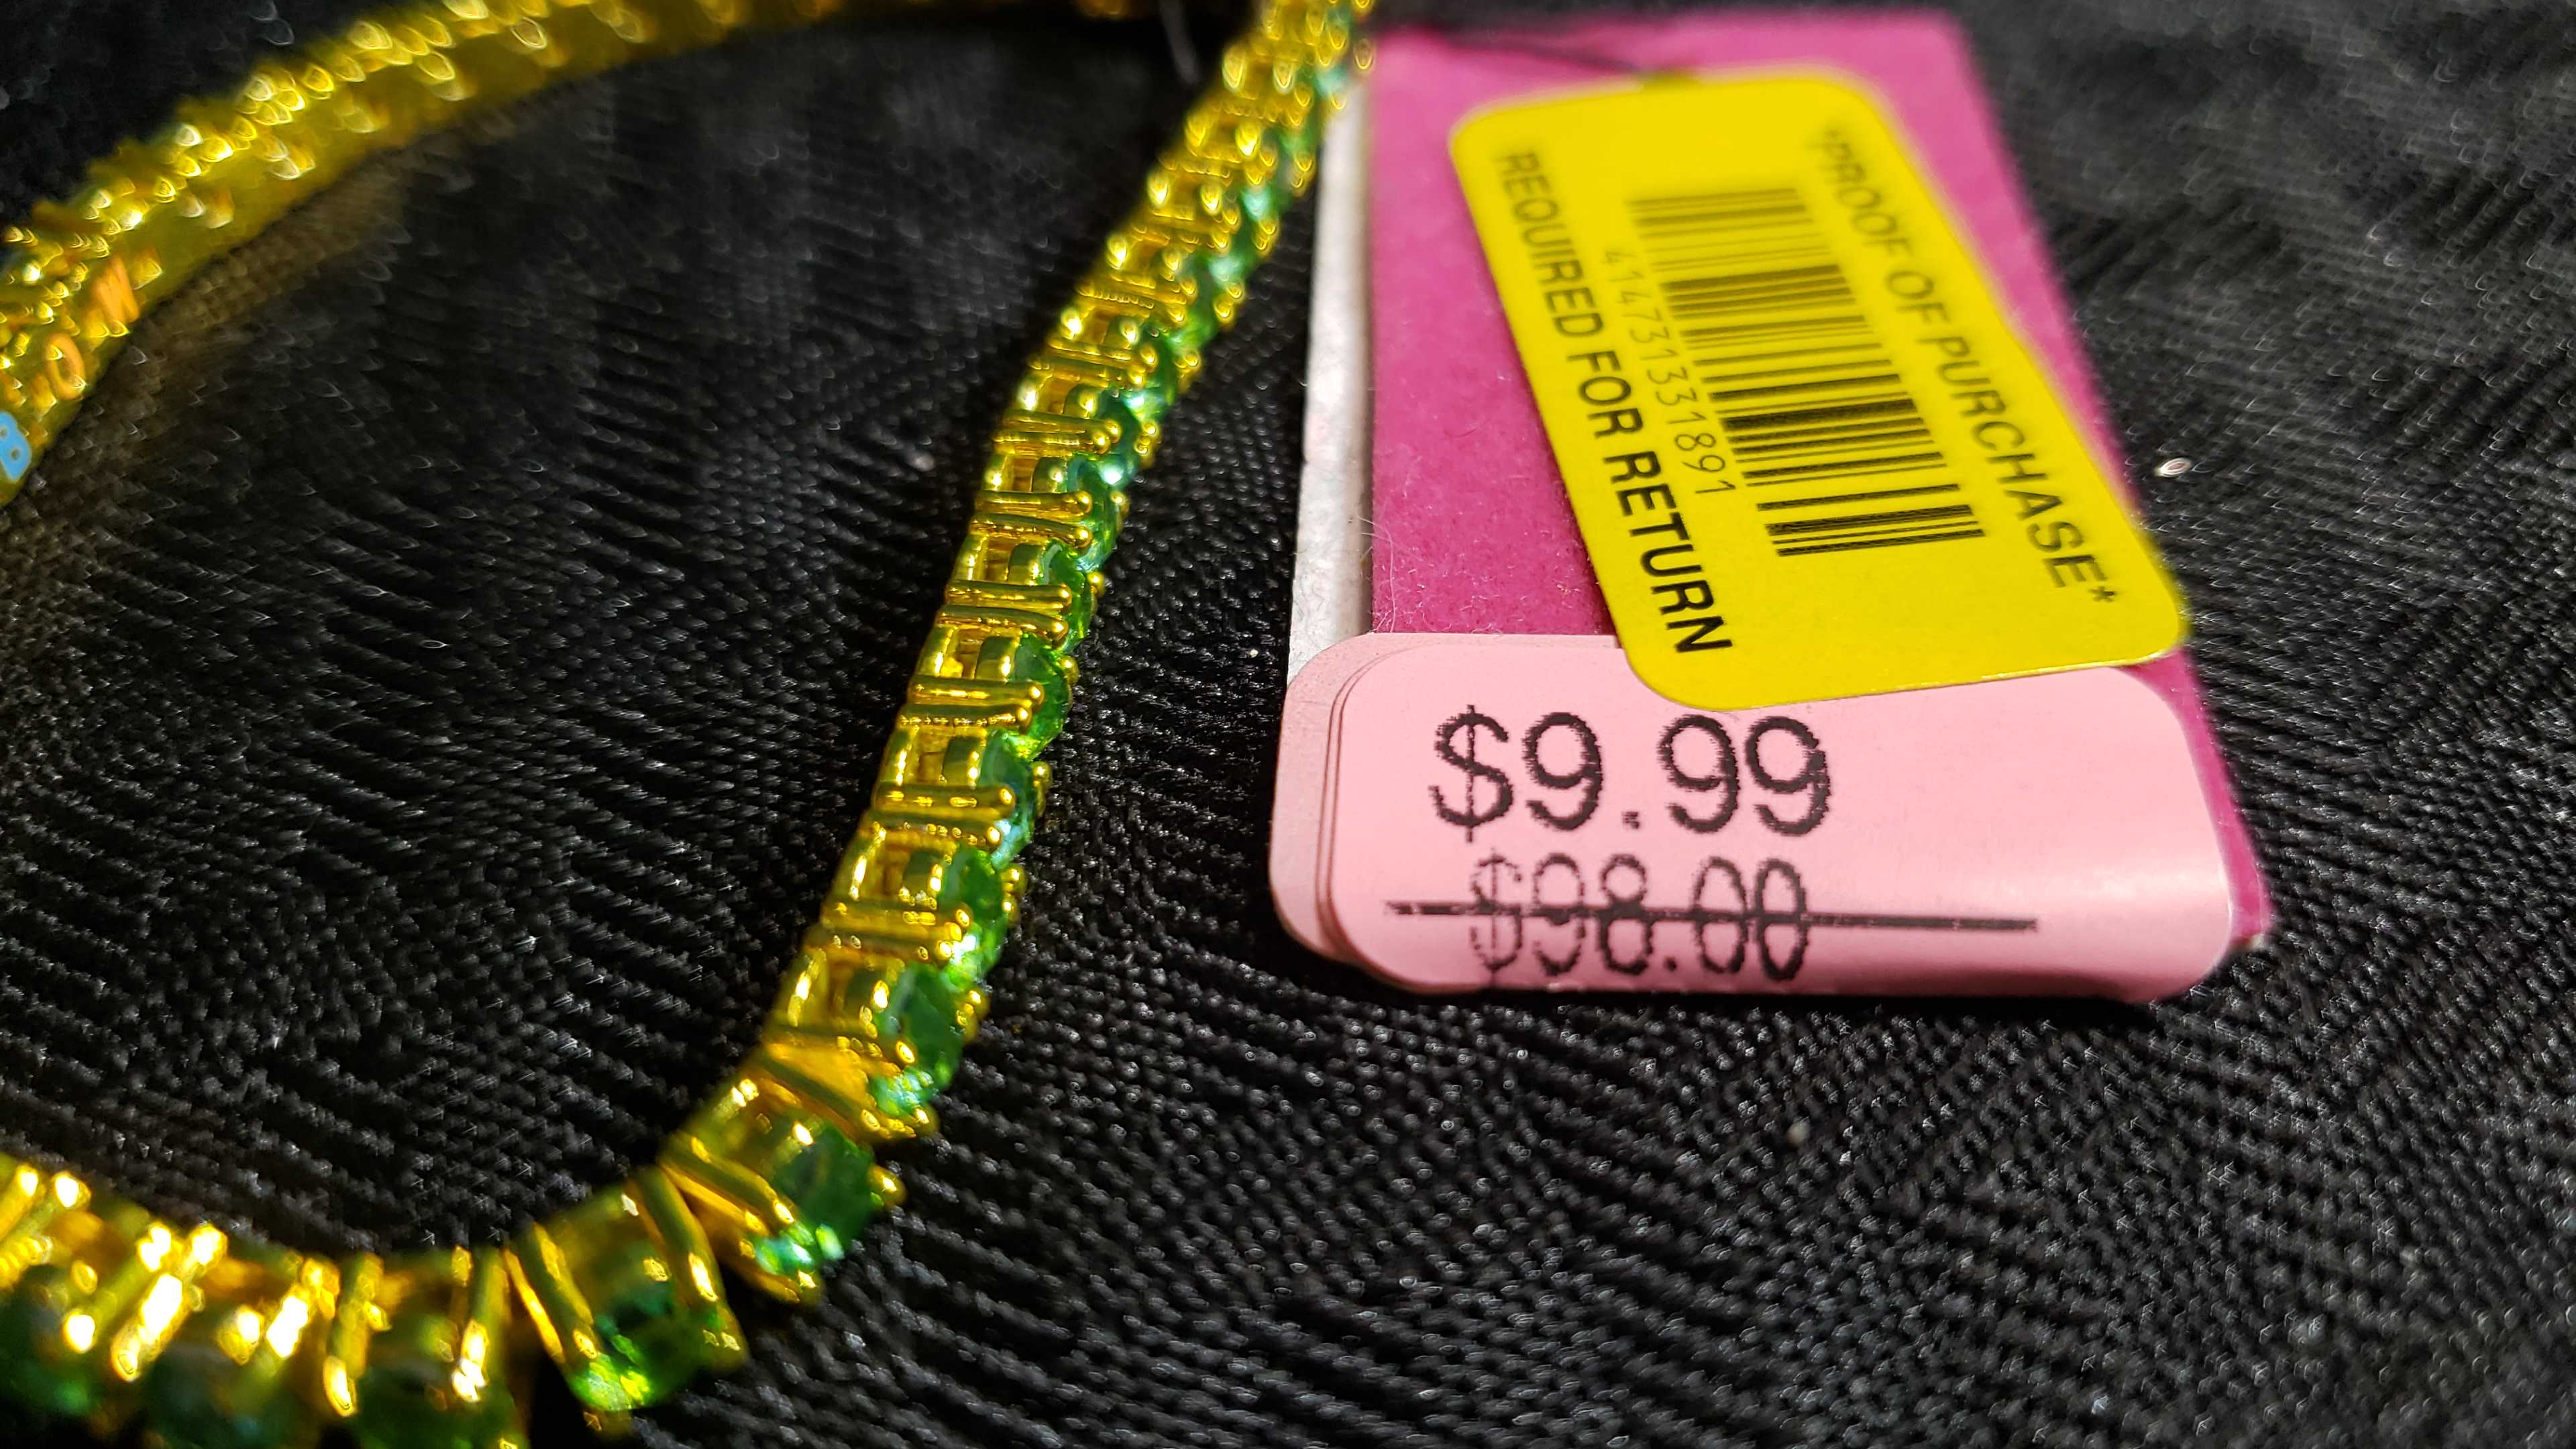 *PROOF OF PURCHASE*
414731331891
REQUIRED FOR RETURN
$9.99
$98.00